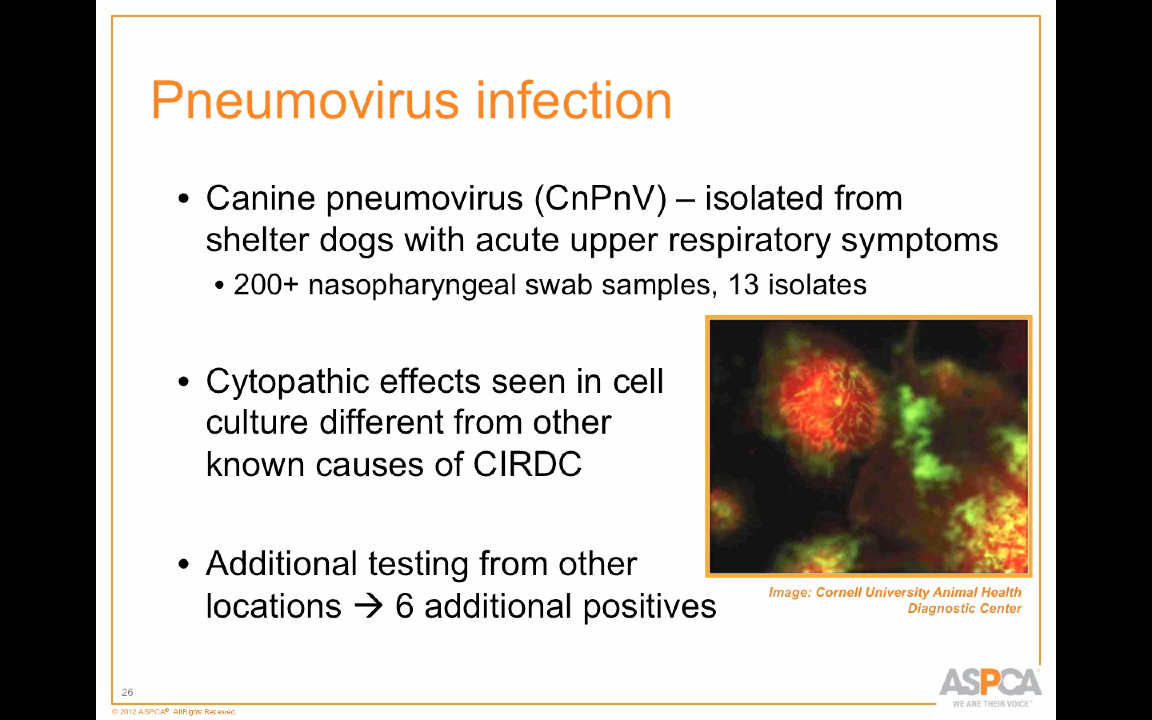 Pneumovirus infection
• Canine pneumovirus (CnPnV) – isolated from
shelter dogs with acute upper respiratory symptoms
• 200+ nasopharyngeal swab samples, 13 isolates
• Cytopathic effects seen in cell
culture different from other
known causes of CIRDC
• Additional testing from other
locations → 6 additional positives
Image: Cornell University Animal Health
Diagnostic Center
26
© 2012 ASPCA®. All Rights Reserved.
ASPCA
WE ARE THEIR VOICE.®